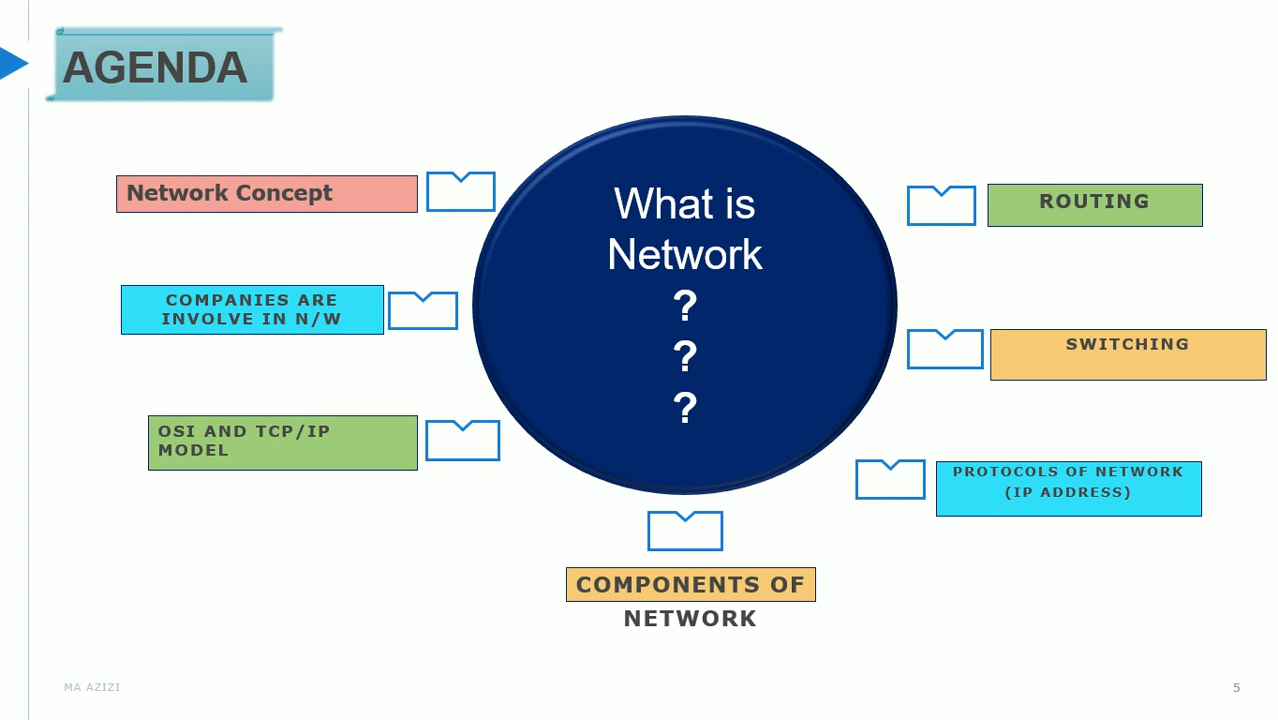 AGENDA
What is
Network
?
?
?
Network Concept
COMPANIES ARE
INVOLVE IN N/W
OSI AND TCP/IP
MODEL
COMPONENTS OF
NETWORK
ROUTING
SWITCHING
PROTOCOLS OF NETWORK
(IP ADDRESS)
MA AZIZI
5